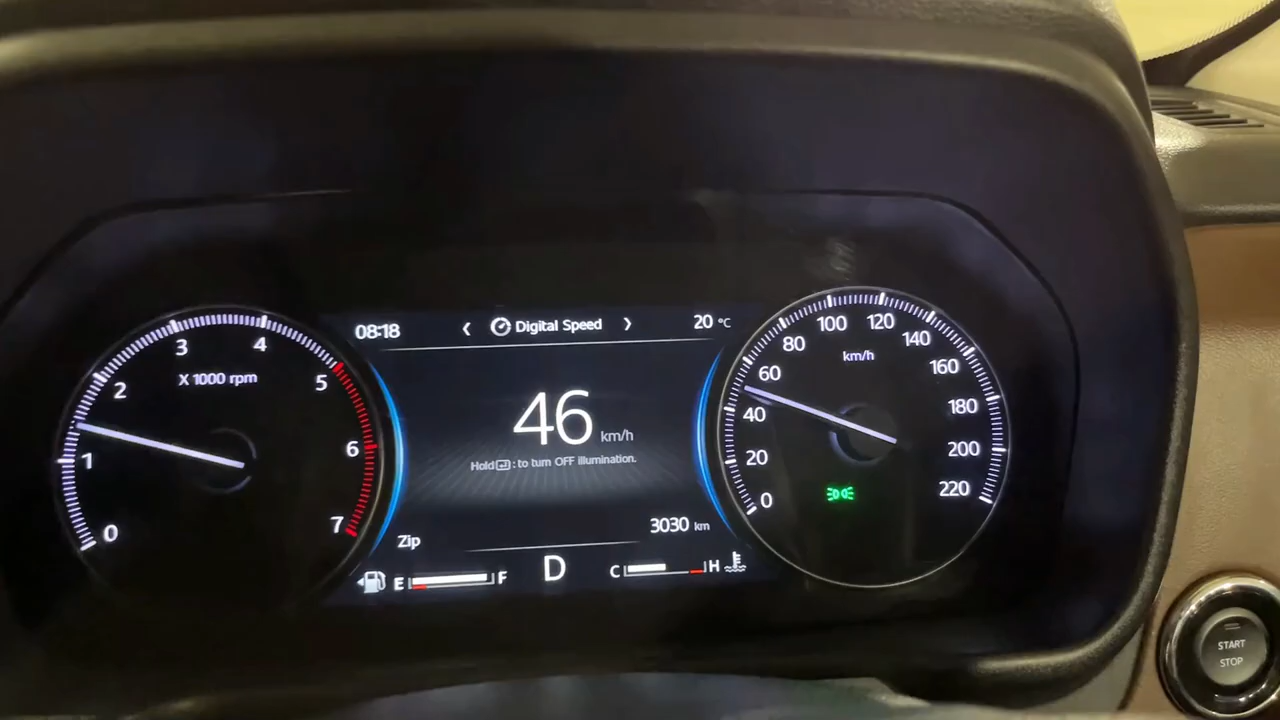 08:18
Digital Speed
20 °C
46 km/h
Hold : to turn OFF illumination.
3030 km
Zip
E F
D
C H
0
1
2
3
4
5
6
7
X 1000 rpm
0
20
40
60
80
100
120
140
160
180
200
220
km/h
START
STOP